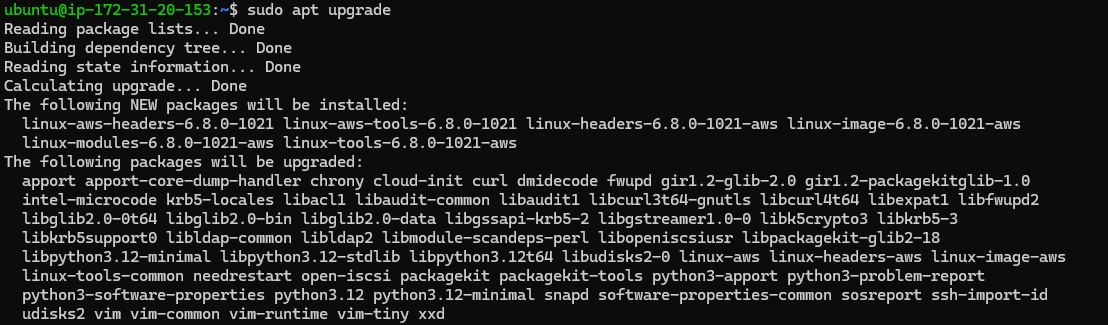 ubuntu@ip-172-31-20-153:~$ sudo apt upgrade
Reading package lists... Done
Building dependency tree... Done
Reading state information... Done
Calculating upgrade... Done
The following NEW packages will be installed:
  linux-aws-headers-6.8.0-1021 linux-aws-tools-6.8.0-1021 linux-headers-6.8.0-1021-aws linux-image-6.8.0-1021-aws
  linux-modules-6.8.0-1021-aws linux-tools-6.8.0-1021-aws
The following packages will be upgraded:
  apport apport-core-dump-handler chrony cloud-init curl dmidecode fwupd gir1.2-glib-2.0 gir1.2-packagekitglib-1.0
  intel-microcode krb5-locales libacl1 libaudit-common libaudit1 libcurl3t64-gnutls libcurl4t64 libexpat1 libfwupd2
  libglib2.0-0t64 libglib2.0-bin libglib2.0-data libgssapi-krb5-2 libgstreamer1.0-0 libk5crypto3 libkrb5-3
  libkrb5support0 libldap-common libldap2 libmodule-scandeps-perl libopeniscsiusr libpackagekit-glib2-18
  libpython3.12-minimal libpython3.12-stdlib libpython3.12t64 libudisks2-0 linux-aws linux-headers-aws linux-image-aws
  linux-tools-common needrestart open-iscsi packagekit packagekit-tools python3-apport python3-problem-report
  python3-software-properties python3.12 python3.12-minimal snapd software-properties-common sosreport ssh-import-id
  udisks2 vim vim-common vim-runtime vim-tiny xxd